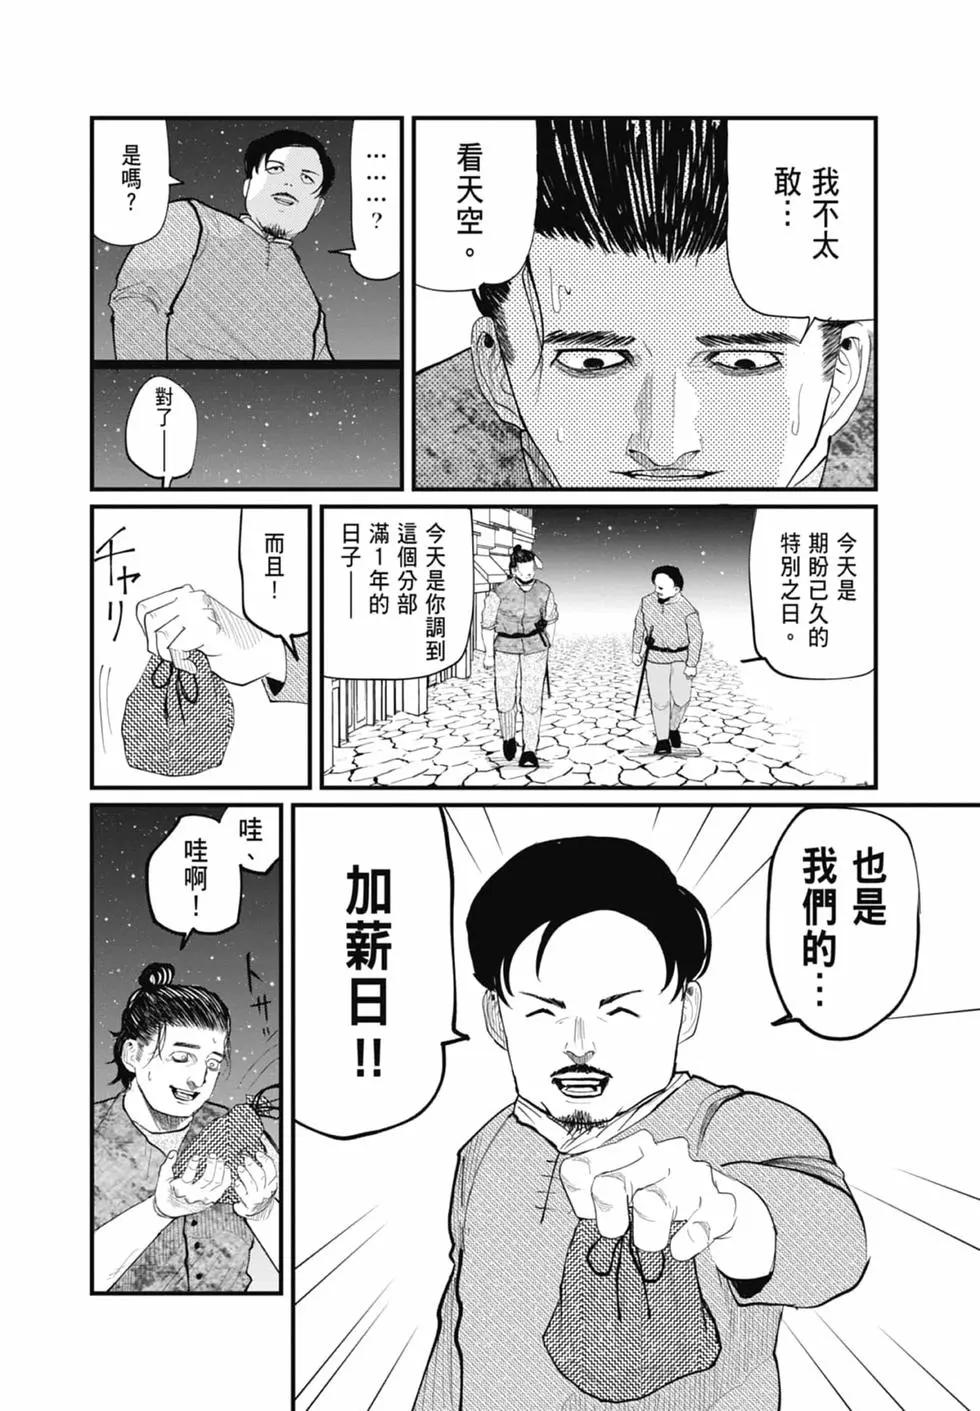 我不太
敢…
看天空。
………?
是嗎?
對了──
今天是
期盼已久的
特別之日。
今天是你調到
這個分部
滿1年的
日子──
而且!
チャリ
也是
我們的…
加薪日!!
哇、
哇啊!
ドサッ